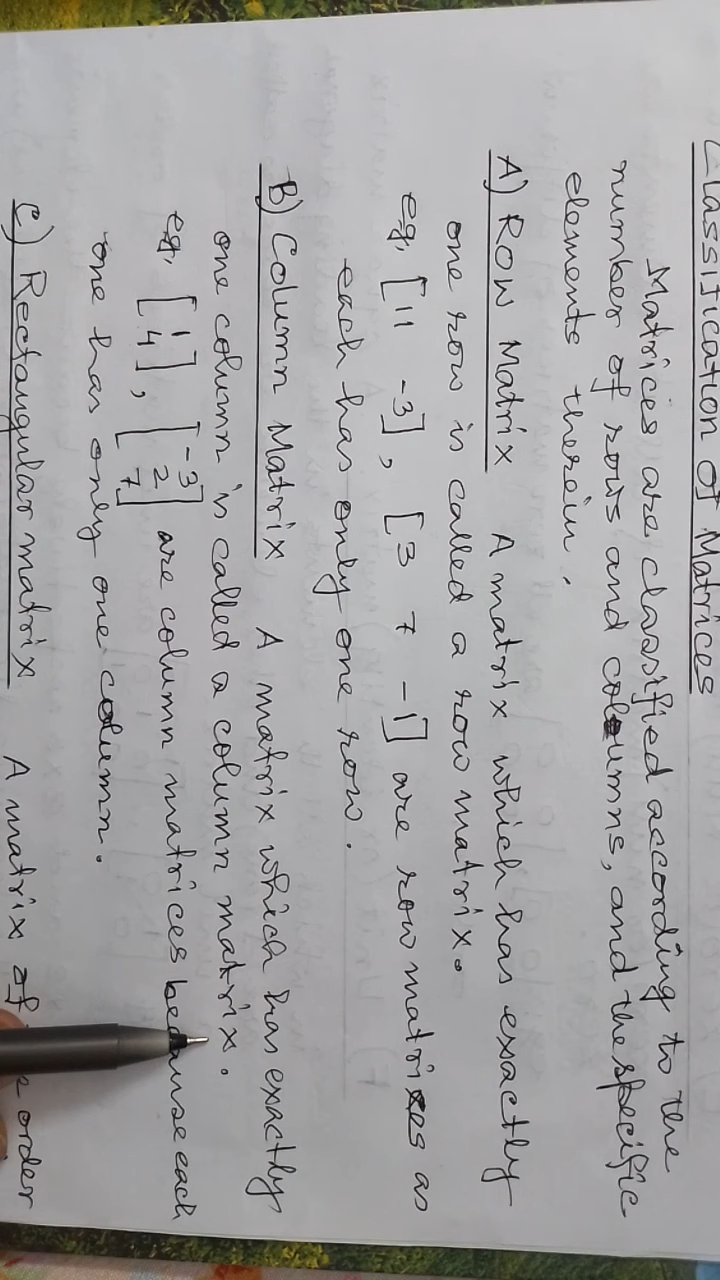 Classification of Matrices
Matrices are classified according to the
number of rows and columns, and the specific
elements therein.
A) Row Matrix A matrix which has exactly
one row is called a row matrix.
eg, [11 -3], [3 7 -1] are row matrices as
each has only one row.
B) Column Matrix A matrix which has exactly
one column is called a column matrix.
eg. [1 4], [-3 2 7] are column matrices because each
one has only one column.
C) Rectangular matrix A matrix of order